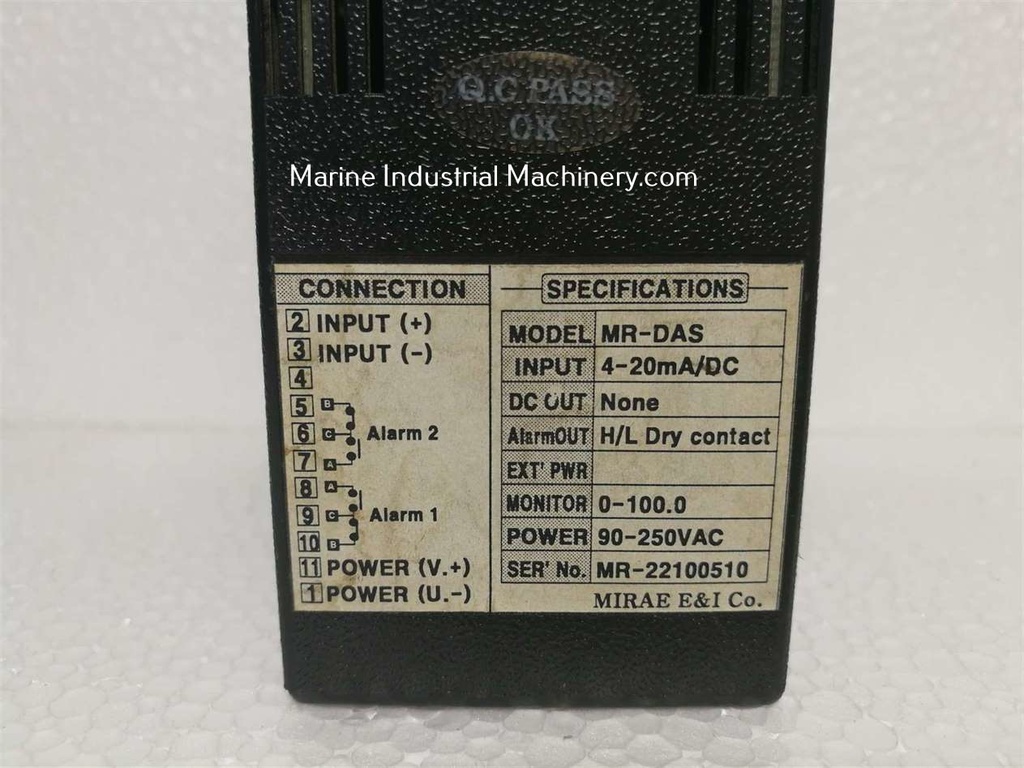 Q.C PASS
OK
Marine Industrial Machinery.com
CONNECTION
2 INPUT (+)
3 INPUT (-)
4
5 B
6 C Alarm 2
7 A
8 A
9 C Alarm 1
10 B
11 POWER (V.+)
1 POWER (U.-)
SPECIFICATIONS
MODEL MR-DAS
INPUT 4-20mA/DC
DC OUT None
AlarmOUT H/L Dry contact
EXT' PWR
MONITOR 0-100.0
POWER 90-250VAC
SER' No. MR-22100510
MIRAE E&I Co.